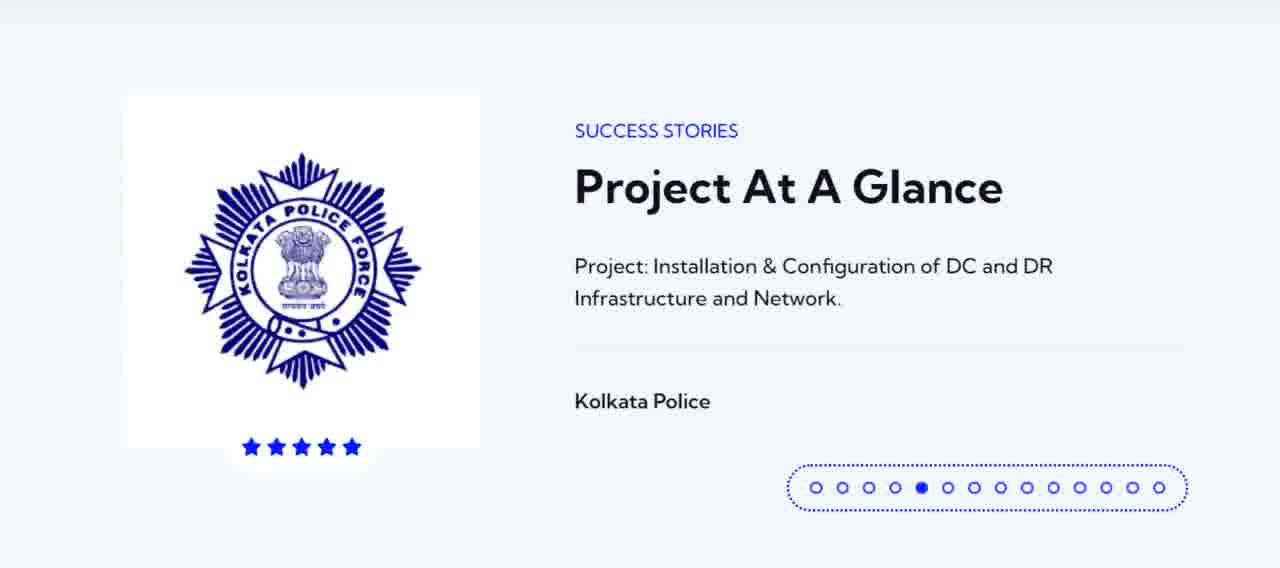 KOLKATA POLICE FORCE
सत्यमेव जयते
SUCCESS STORIES
Project At A Glance
Project: Installation & Configuration of DC and DR
Infrastructure and Network.
Kolkata Police